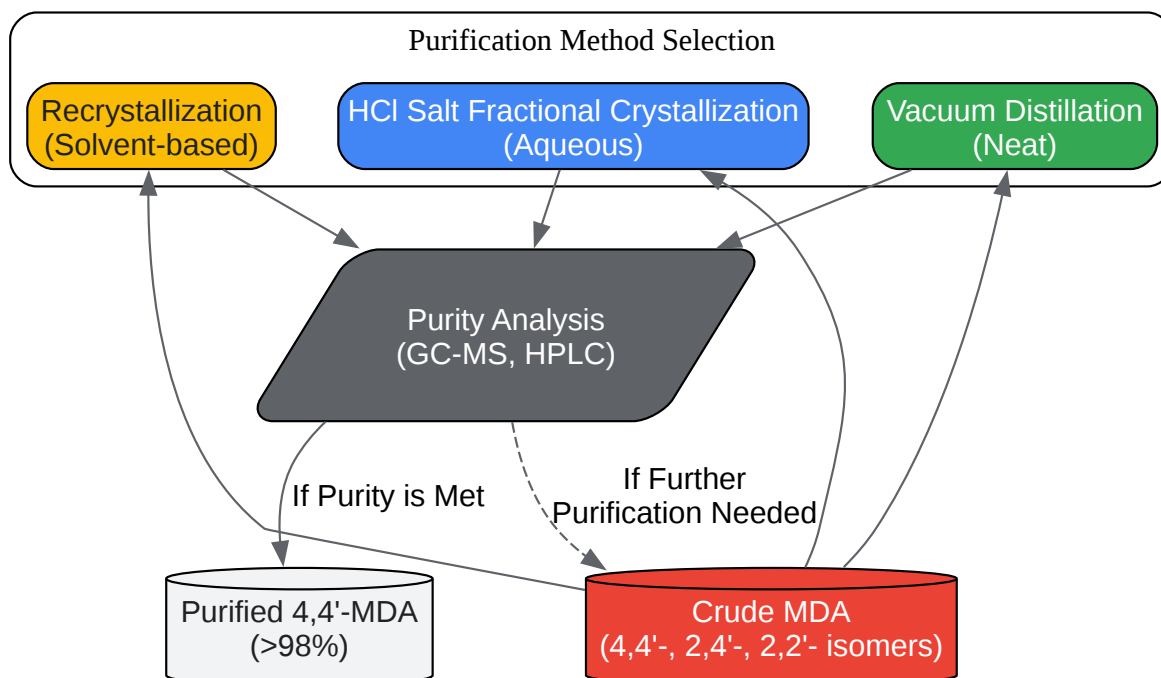 Purification Method Selection
Recrystallization
(Solvent-based)
HCl Salt Fractional Crystallization
(Aqueous)
Vacuum Distillation
(Neat)
Purity Analysis
(GC-MS, HPLC)
If Purity is Met
If Further
Purification Needed
Purified 4,4'-MDA
(>98%)
Crude MDA
(4,4'-, 2,4'-, 2,2'- isomers)